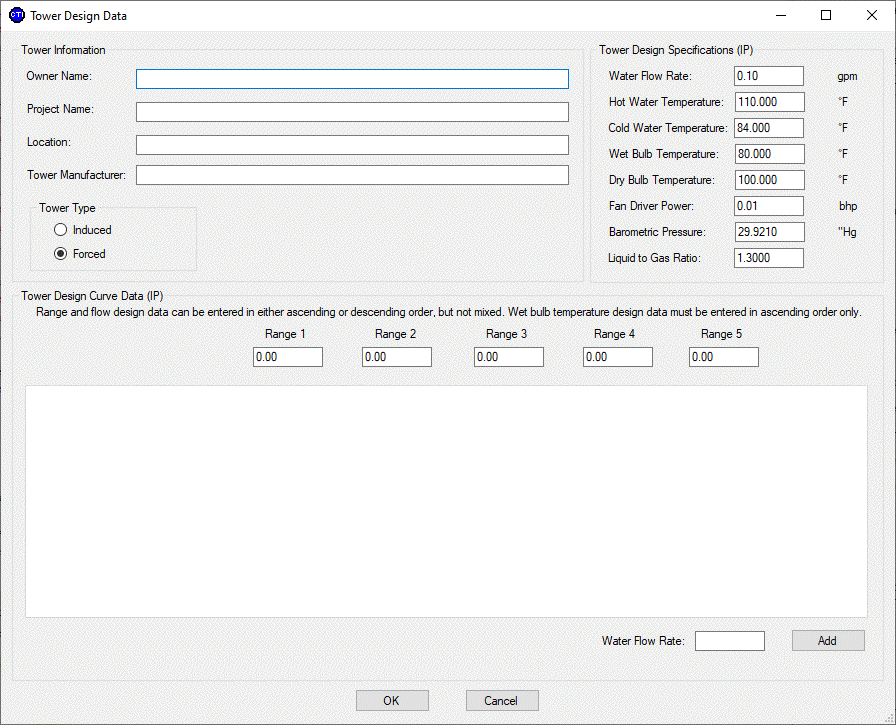 CTI Tower Design Data
Tower Information
Owner Name:
Project Name:
Location:
Tower Manufacturer:
Tower Type
Induced
Forced
Tower Design Specifications (IP)
Water Flow Rate: 0.10 gpm
Hot Water Temperature: 110.000 °F
Cold Water Temperature: 84.000 °F
Wet Bulb Temperature: 80.000 °F
Dry Bulb Temperature: 100.000 °F
Fan Driver Power: 0.01 bhp
Barometric Pressure: 29.9210 "Hg
Liquid to Gas Ratio: 1.3000
Tower Design Curve Data (IP)
Range and flow design data can be entered in either ascending or descending order, but not mixed. Wet bulb temperature design data must be entered in ascending order only.
Range 1 Range 2 Range 3 Range 4 Range 5
0.00 0.00 0.00 0.00 0.00
Water Flow Rate: Add
OK Cancel